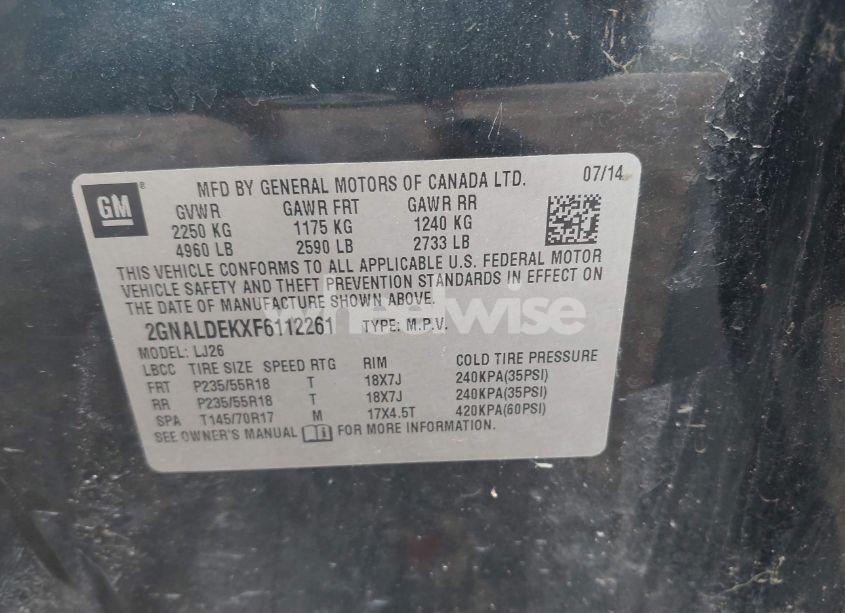 GM
MFD BY GENERAL MOTORS OF CANADA LTD. 07/14
GVWR GAWR FRT GAWR RR
2250 KG 1175 KG 1240 KG
4960 LB 2590 LB 2733 LB
THIS VEHICLE CONFORMS TO ALL APPLICABLE U.S. FEDERAL MOTOR
VEHICLE SAFETY AND THEFT PREVENTION STANDARDS IN EFFECT ON
THE DATE OF MANUFACTURE SHOWN ABOVE.
wheelwise
2GNALDEKXF6112261 TYPE: M.P.V.
MODEL: LJ26
LBCC TIRE SIZE SPEED RTG RIM COLD TIRE PRESSURE
FRT P235/55R18 T 18X7J 240KPA(35PSI)
RR P235/55R18 T 18X7J 240KPA(35PSI)
SPA T145/70R17 M 17X4.5T 420KPA(60PSI)
SEE OWNER'S MANUAL FOR MORE INFORMATION.